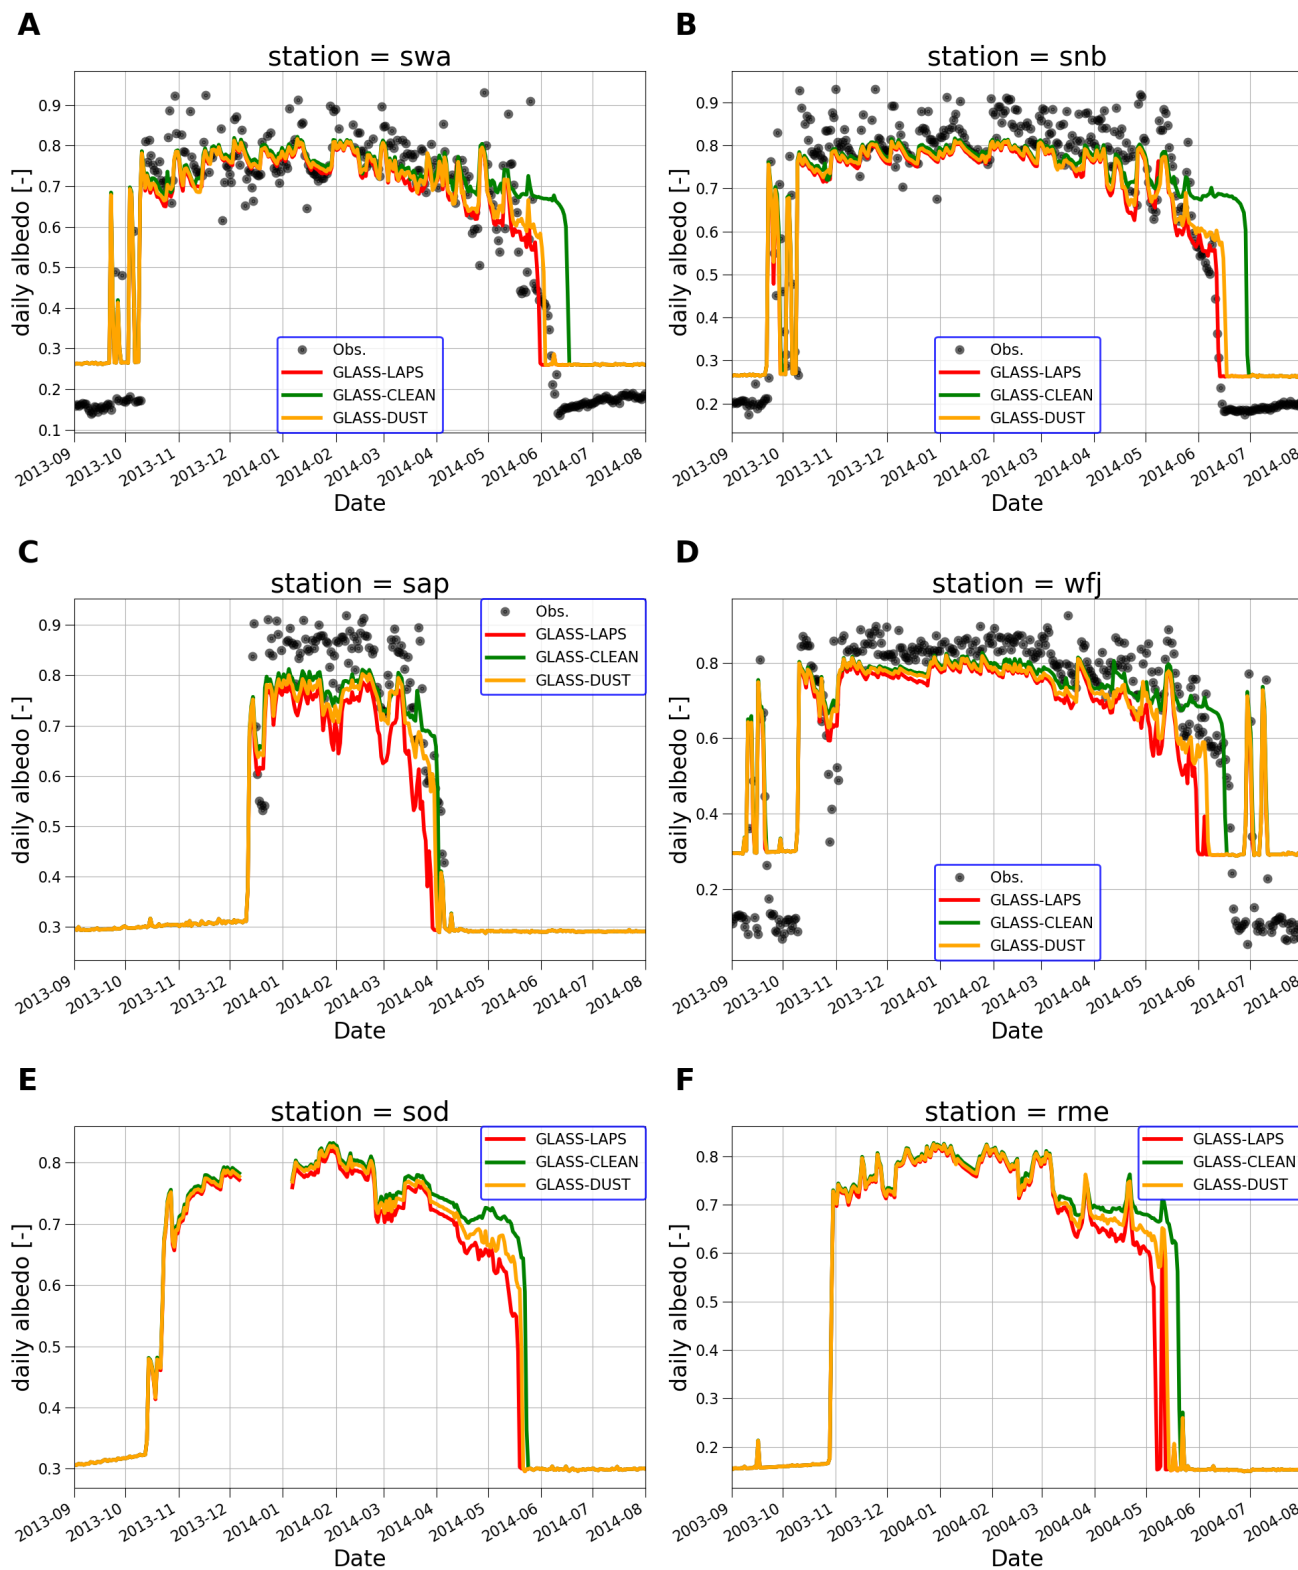 A
station = swa
daily albedo [-]
0.9
0.8
0.7
0.6
0.5
0.4
0.3
0.2
0.1
Obs.
GLASS-LAPS
GLASS-CLEAN
GLASS-DUST
2013-09
2013-10
2013-11
2013-12
2014-01
2014-02
2014-03
2014-04
2014-05
2014-06
2014-07
2014-08
Date
B
station = snb
daily albedo [-]
0.9
0.8
0.7
0.6
0.5
0.4
0.3
0.2
Obs.
GLASS-LAPS
GLASS-CLEAN
GLASS-DUST
2013-09
2013-10
2013-11
2013-12
2014-01
2014-02
2014-03
2014-04
2014-05
2014-06
2014-07
2014-08
Date
C
station = sap
daily albedo [-]
0.9
0.8
0.7
0.6
0.5
0.4
0.3
Obs.
GLASS-LAPS
GLASS-CLEAN
GLASS-DUST
2013-09
2013-10
2013-11
2013-12
2014-01
2014-02
2014-03
2014-04
2014-05
2014-06
2014-07
2014-08
Date
D
station = wfj
daily albedo [-]
0.8
0.6
0.4
0.2
Obs.
GLASS-LAPS
GLASS-CLEAN
GLASS-DUST
2013-09
2013-10
2013-11
2013-12
2014-01
2014-02
2014-03
2014-04
2014-05
2014-06
2014-07
2014-08
Date
E
station = sod
daily albedo [-]
0.8
0.7
0.6
0.5
0.4
0.3
GLASS-LAPS
GLASS-CLEAN
GLASS-DUST
2013-09
2013-10
2013-11
2013-12
2014-01
2014-02
2014-03
2014-04
2014-05
2014-06
2014-07
2014-08
Date
F
station = rme
daily albedo [-]
0.8
0.7
0.6
0.5
0.4
0.3
0.2
GLASS-LAPS
GLASS-CLEAN
GLASS-DUST
2003-09
2003-10
2003-11
2003-12
2004-01
2004-02
2004-03
2004-04
2004-05
2004-06
2004-07
2004-08
Date